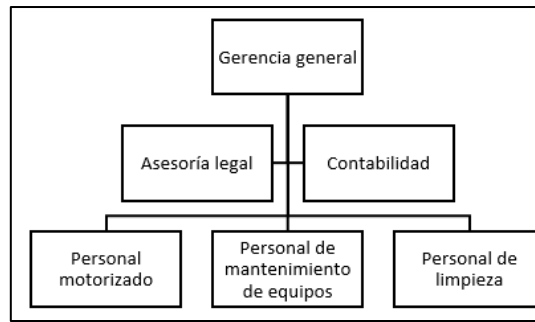 Gerencia general
Asesoría legal
Contabilidad
Personal
motorizado
Personal de
mantenimiento
de equipos
Personal de
limpieza